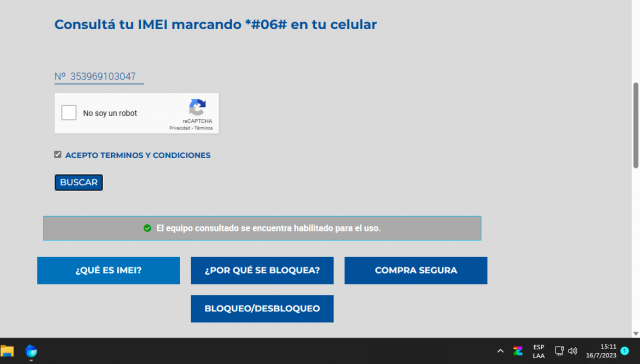 Consultá tu IMEI marcando *#06# en tu celular
Nº 353969103047
No soy un robot
reCAPTCHA
Privacidad - Términos
ACEPTO TERMINOS Y CONDICIONES
BUSCAR
El equipo consultado se encuentra habilitado para el uso.
¿QUÉ ES IMEI? ¿POR QUÉ SE BLOQUEA? COMPRA SEGURA
BLOQUEO/DESBLOQUEO
ESP 15:11
LAA 16/7/2023 1